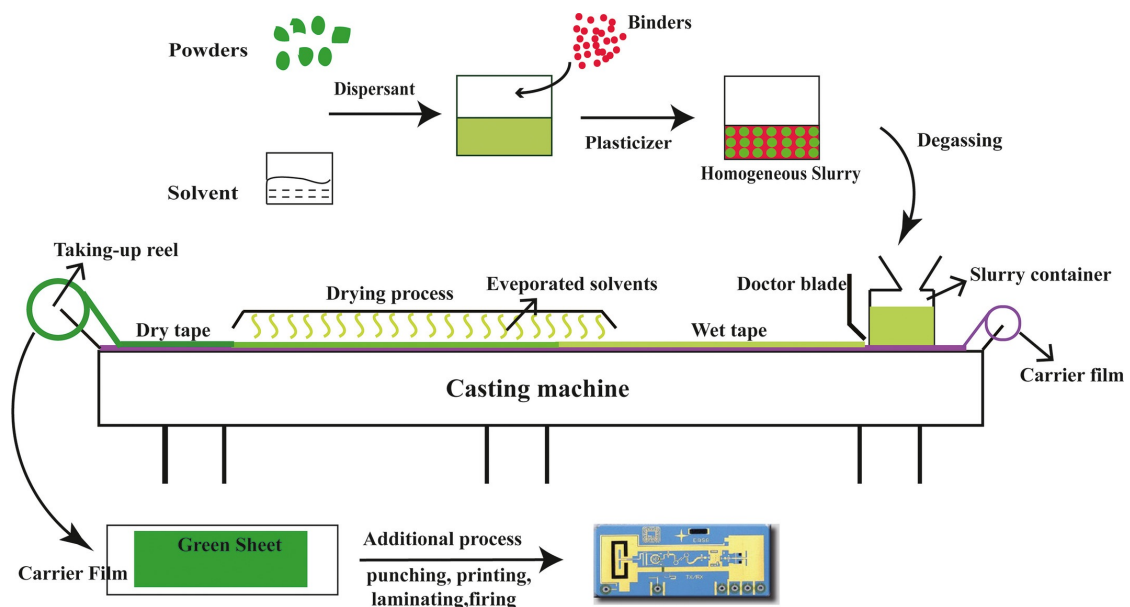 Powders
Binders
Dispersant
Plasticizer
Homogeneous Slurry
Degassing
Solvent
Taking-up reel
Drying process
Eveporated solvents
Doctor blade
Slurry container
Dry tape
Wet tape
Carrier film
Casting machine
Green Sheet
Carrier Film
Additional process
punching, printing,
laminating,firing